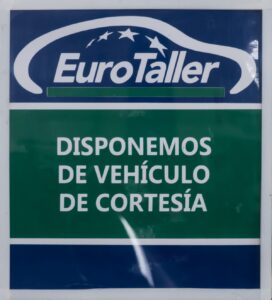 EuroTaller
DISPONEMOS
DE VEHÍCULO
DE CORTESÍA